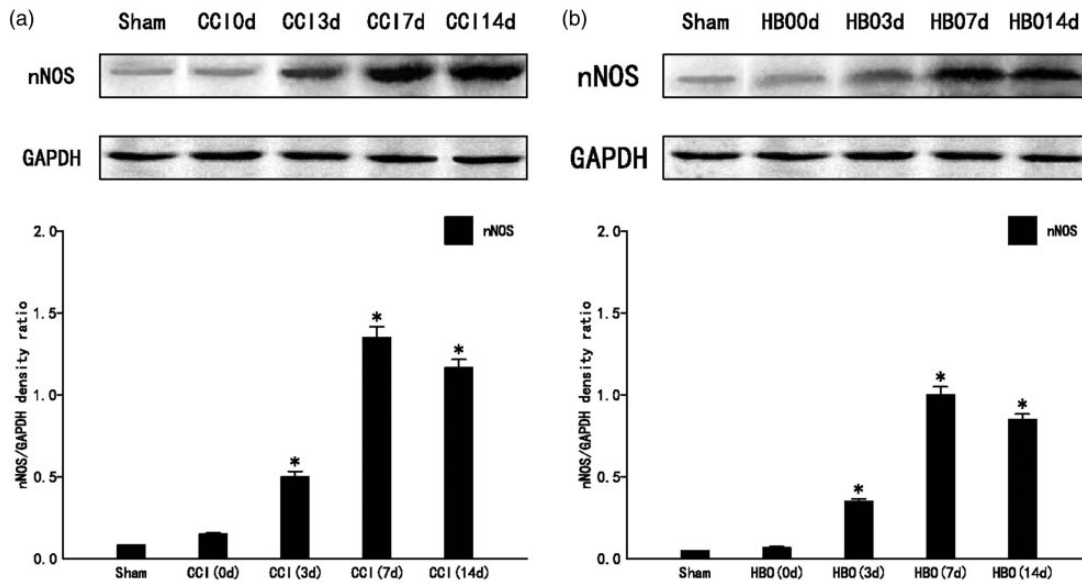 (a)
Sham CCI0d CCI3d CCI7d CCI14d
nNOS
GAPDH
2.0
1.5
1.0
0.5
0.0
nNOS/GAPDH density ratio
nNOS
*
*
*
Sham CCI(0d) CCI(3d) CCI(7d) CCI(14d)
(b)
Sham HBO0d HBO3d HBO7d HBO14d
nNOS
GAPDH
2.0
1.5
1.0
0.5
0.0
nNOS/GAPDH density ratio
nNOS
*
*
*
Sham HBO(0d) HBO(3d) HBO(7d) HBO(14d)